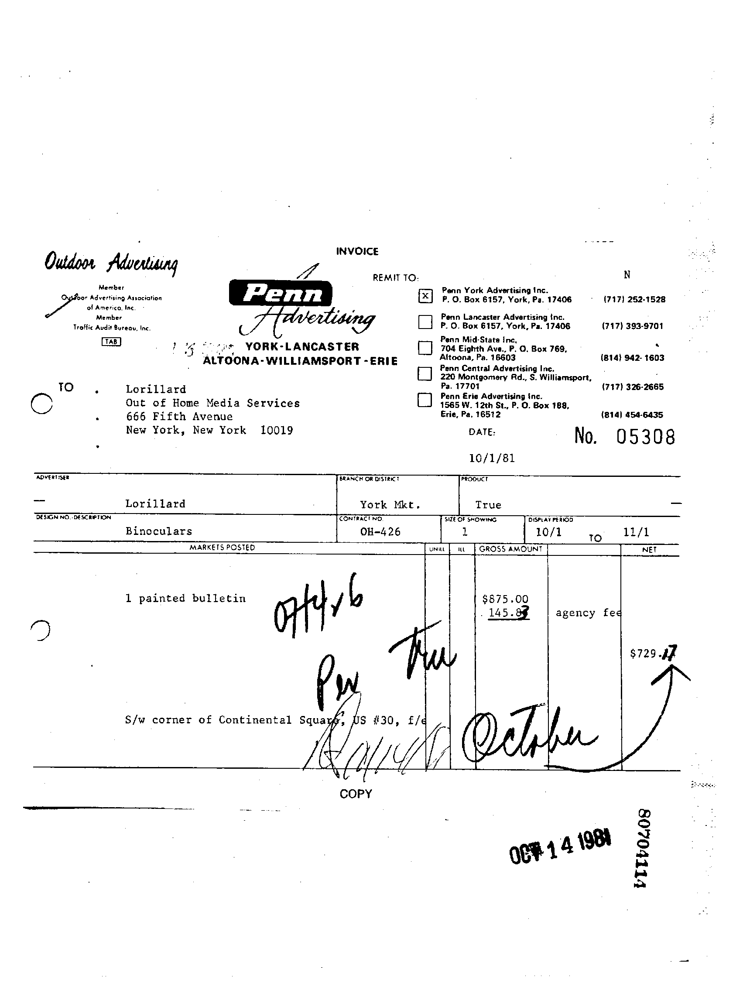 INVOICE
Outdoor Advertising
Member
Outdoor Advertising Association
of America, Inc.
Member
Traffic Audit Bureau, Inc.
TAB
Penn
Advertising
YORK-LANCASTER
ALTOONA-WILLIAMSPORT-ERIE
REMIT TO:
N
X Penn York Advertising Inc.
P. O. Box 6157, York, Pa. 17406 (717) 252-1528
Penn Lancaster Advertising Inc.
P. O. Box 6157, York, Pa. 17406 (717) 393-9701
Penn Mid-State Inc.
704 Eighth Ave., P. O. Box 769,
Altoona, Pa. 16603 (814) 942-1603
Penn Central Advertising Inc.
220 Montgomery Rd., S. Williamsport,
Pa. 17701 (717) 326-2665
Penn Erie Advertising Inc.
1565 W. 12th St., P. O. Box 188,
Erie, Pa. 16512 (814) 454-6435
TO
Lorillard
Out of Home Media Services
666 Fifth Avenue
New York, New York 10019
DATE: No. 05308
10/1/81
ADVERTISER BRANCH OR DISTRICT PRODUCT
Lorillard York Mkt. True
DESIGN NO. DESCRIPTION CONTRACT NO. SIZE OF SHOWING DISPLAY PERIOD
Binoculars OH-426 1 10/1 TO 11/1
MARKETS POSTED UNILL ILL GROSS AMOUNT NET
1 painted bulletin $875.00
145.83 agency fee
$729.17
True
Per
S/w corner of Continental Square, US #30, f/e
October
COPY
OCT 14 1981
80704114